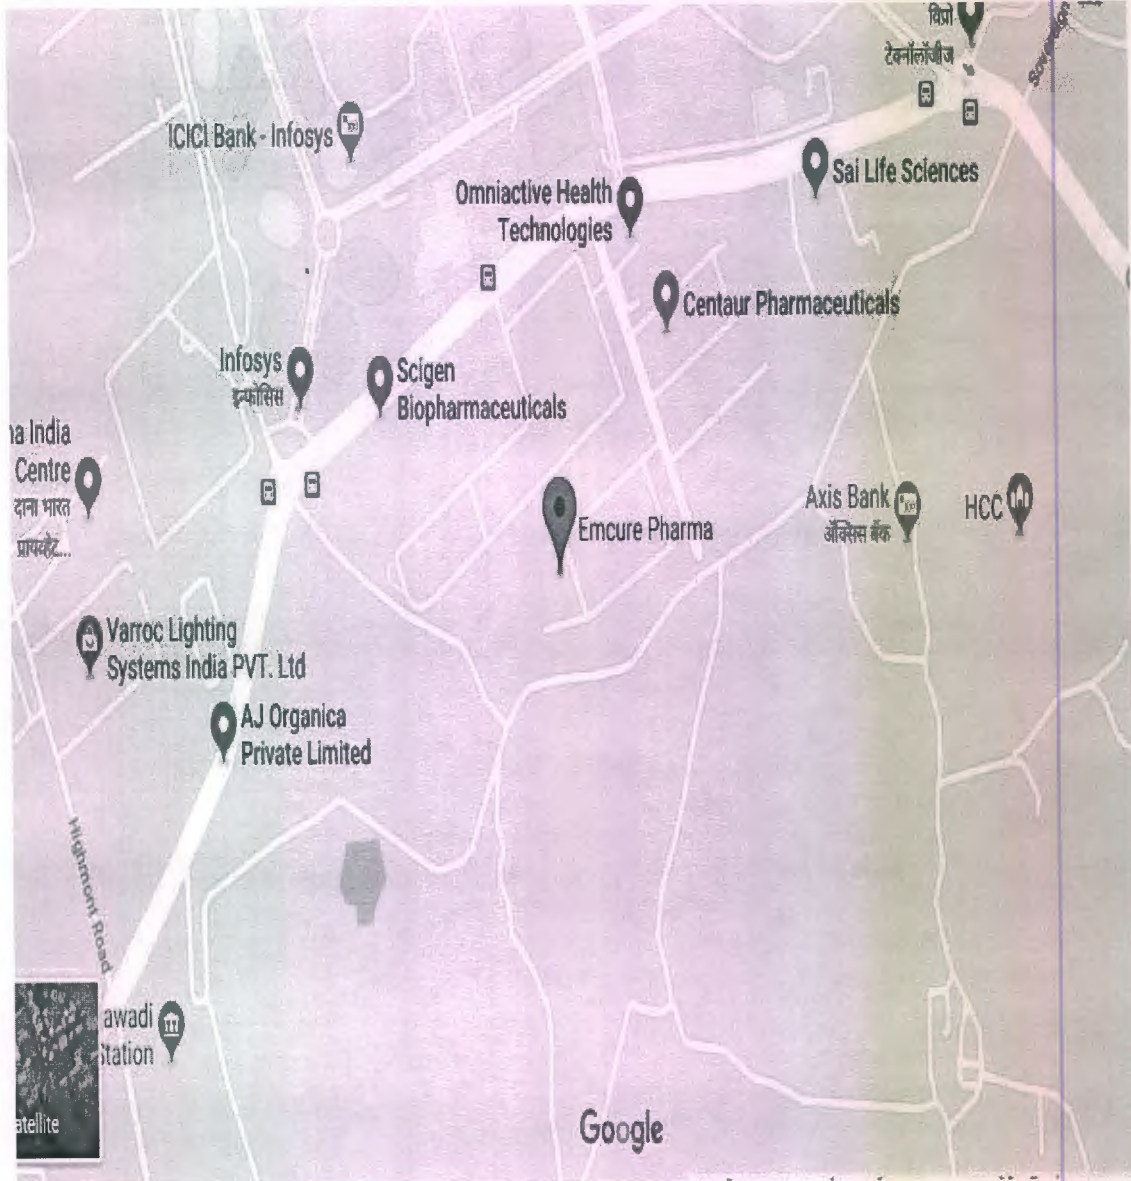 विप्रो
टेक्नॉलॉजीज
Sovereign
ICICI Bank - Infosys
Sai Life Sciences
Omniactive Health
Technologies
Centaur Pharmaceuticals
Infosys
इन्फोसिस
Scigen
Biopharmaceuticals
na India
Centre
दाना भारत
प्रायव्हेट...
Emcure Pharma
Axis Bank
ॲक्सिस बँक
HCC
Varroc Lighting
Systems India PVT. Ltd
AJ Organica
Private Limited
Highmont Road
awadi
Station
atellite
Google